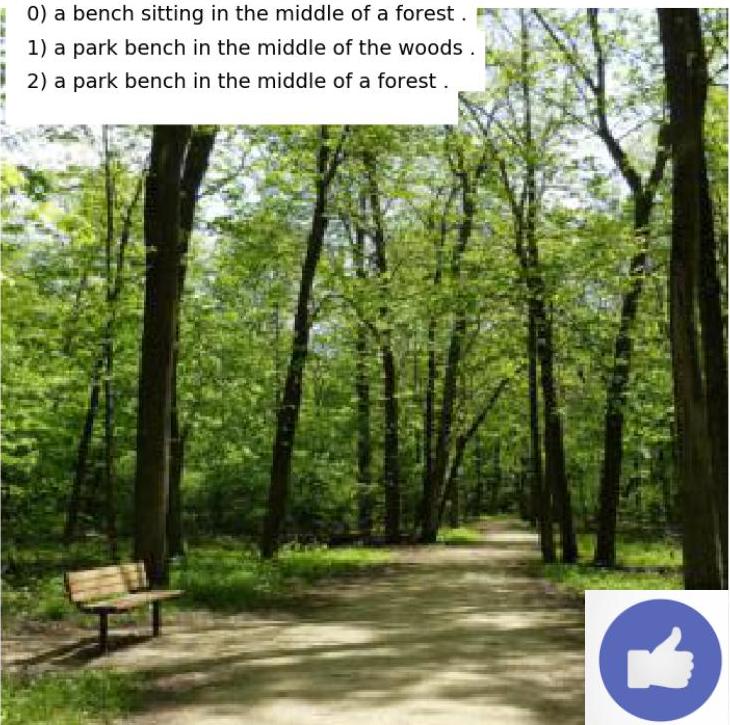 0) a bench sitting in the middle of a forest .
1) a park bench in the middle of the woods .
2) a park bench in the middle of a forest .